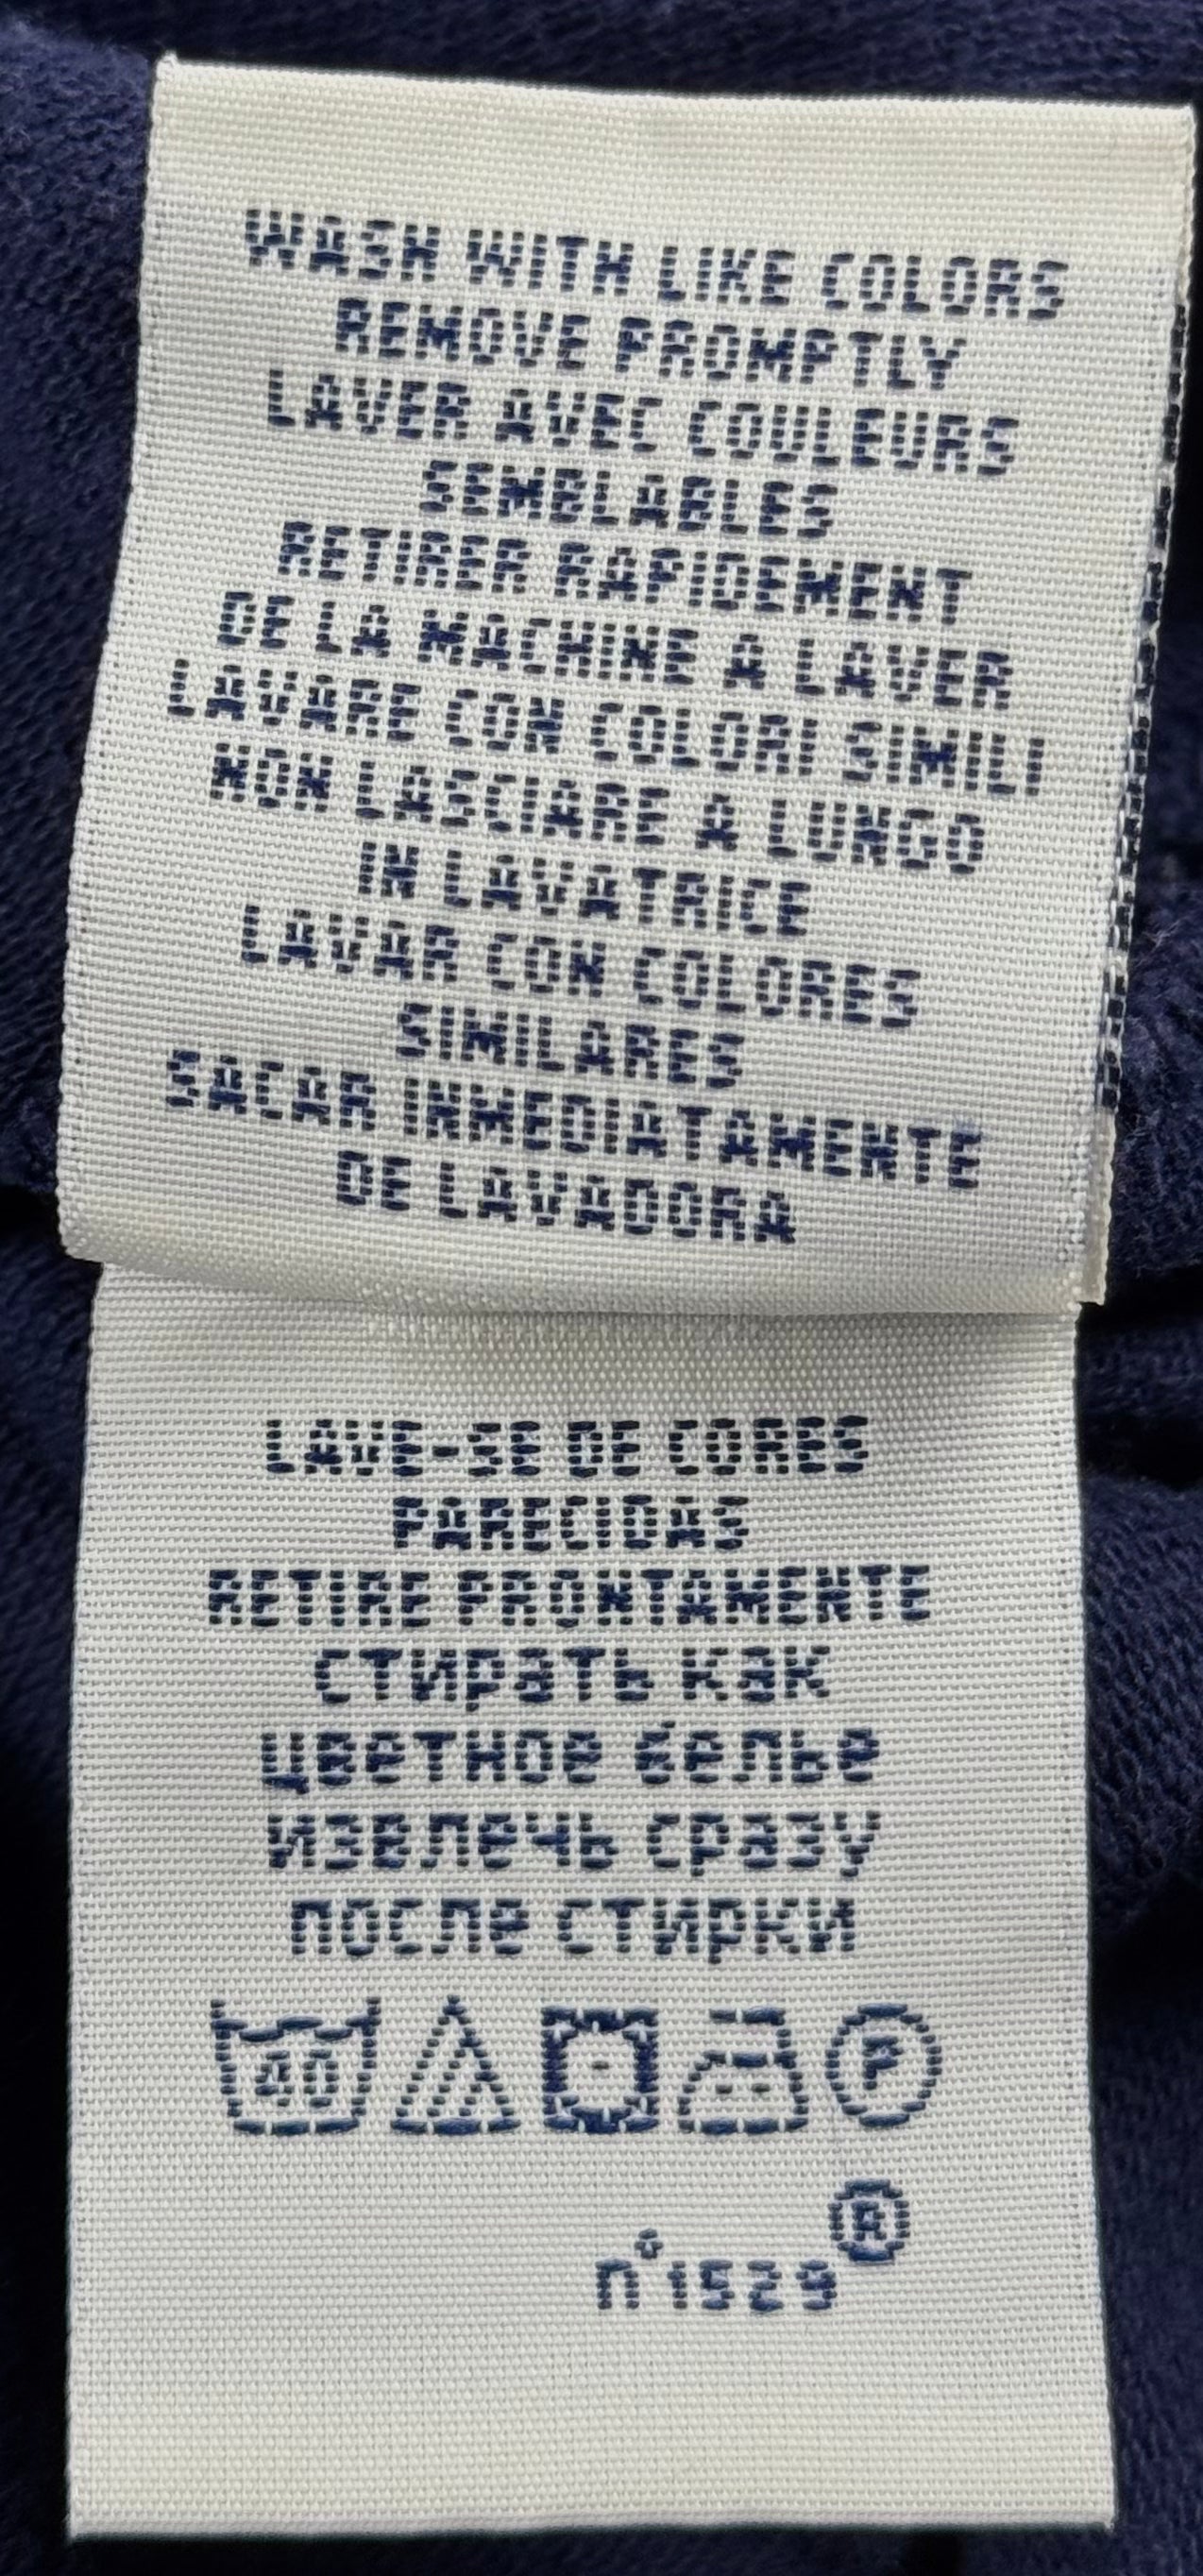 WASH WITH LIKE COLORS
REMOVE PROMPTLY
LAVER AVEC COULEURS
SEMBLABLES
RETIRER RAPIDEMENT
DE LA MACHINE A LAVER
LAVARE CON COLORI SIMILI
NON LASCIARE A LUNGO
IN LAVATRICE
LAVAR CON COLORES
SIMILARES
SACAR INMEDIATAMENTE
DE LAVADORA
LAVE-SE DE CORES
PARECIDAS
RETIRE PRONTAMENTE
стирать как
цветное белье
извлечь сразу
после стирки
40 P
n°1529®